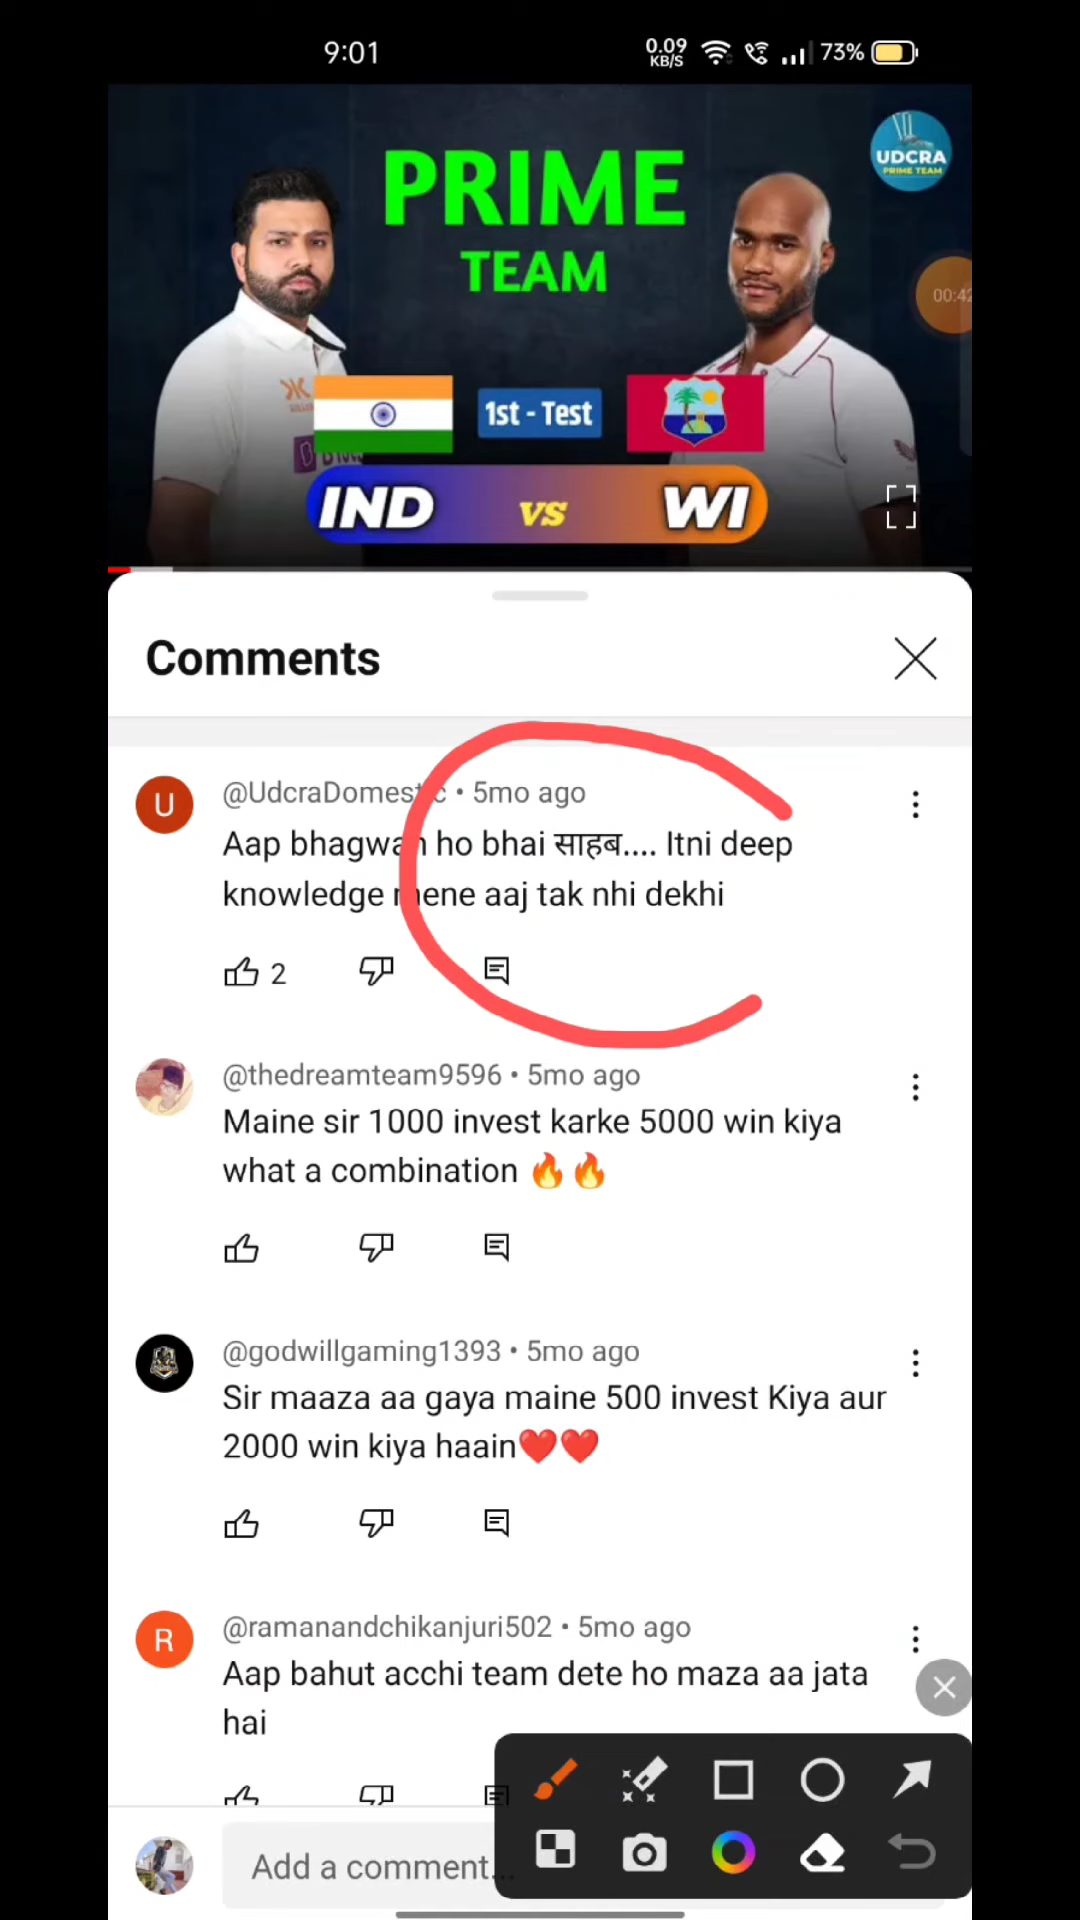 9:01
0.09
KB/S
73%
PRIME
TEAM
UDCRA
PRIME TEAM
00:42
1st - Test
IND vs WI
Comments
U
@UdcraDomestic • 5mo ago
Aap bhagwan ho bhai साहब.... Itni deep
knowledge mene aaj tak nhi dekhi
2
@thedreamteam9596 • 5mo ago
Maine sir 1000 invest karke 5000 win kiya
what a combination 🔥🔥
@godwillgaming1393 • 5mo ago
Sir maaza aa gaya maine 500 invest Kiya aur
2000 win kiya haain❤️❤️
R
@ramanandchikanjuri502 • 5mo ago
Aap bahut acchi team dete ho maza aa jata
hai
Add a comment...